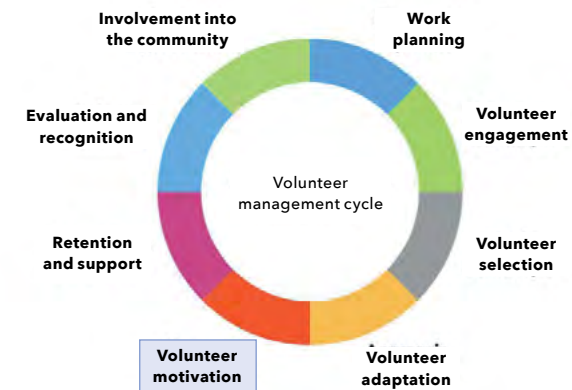 Involvement into
the community
Work
planning
Evaluation and
recognition
Volunteer
engagement
Volunteer
management cycle
Retention
and support
Volunteer
selection
Volunteer
motivation
Volunteer
adaptation